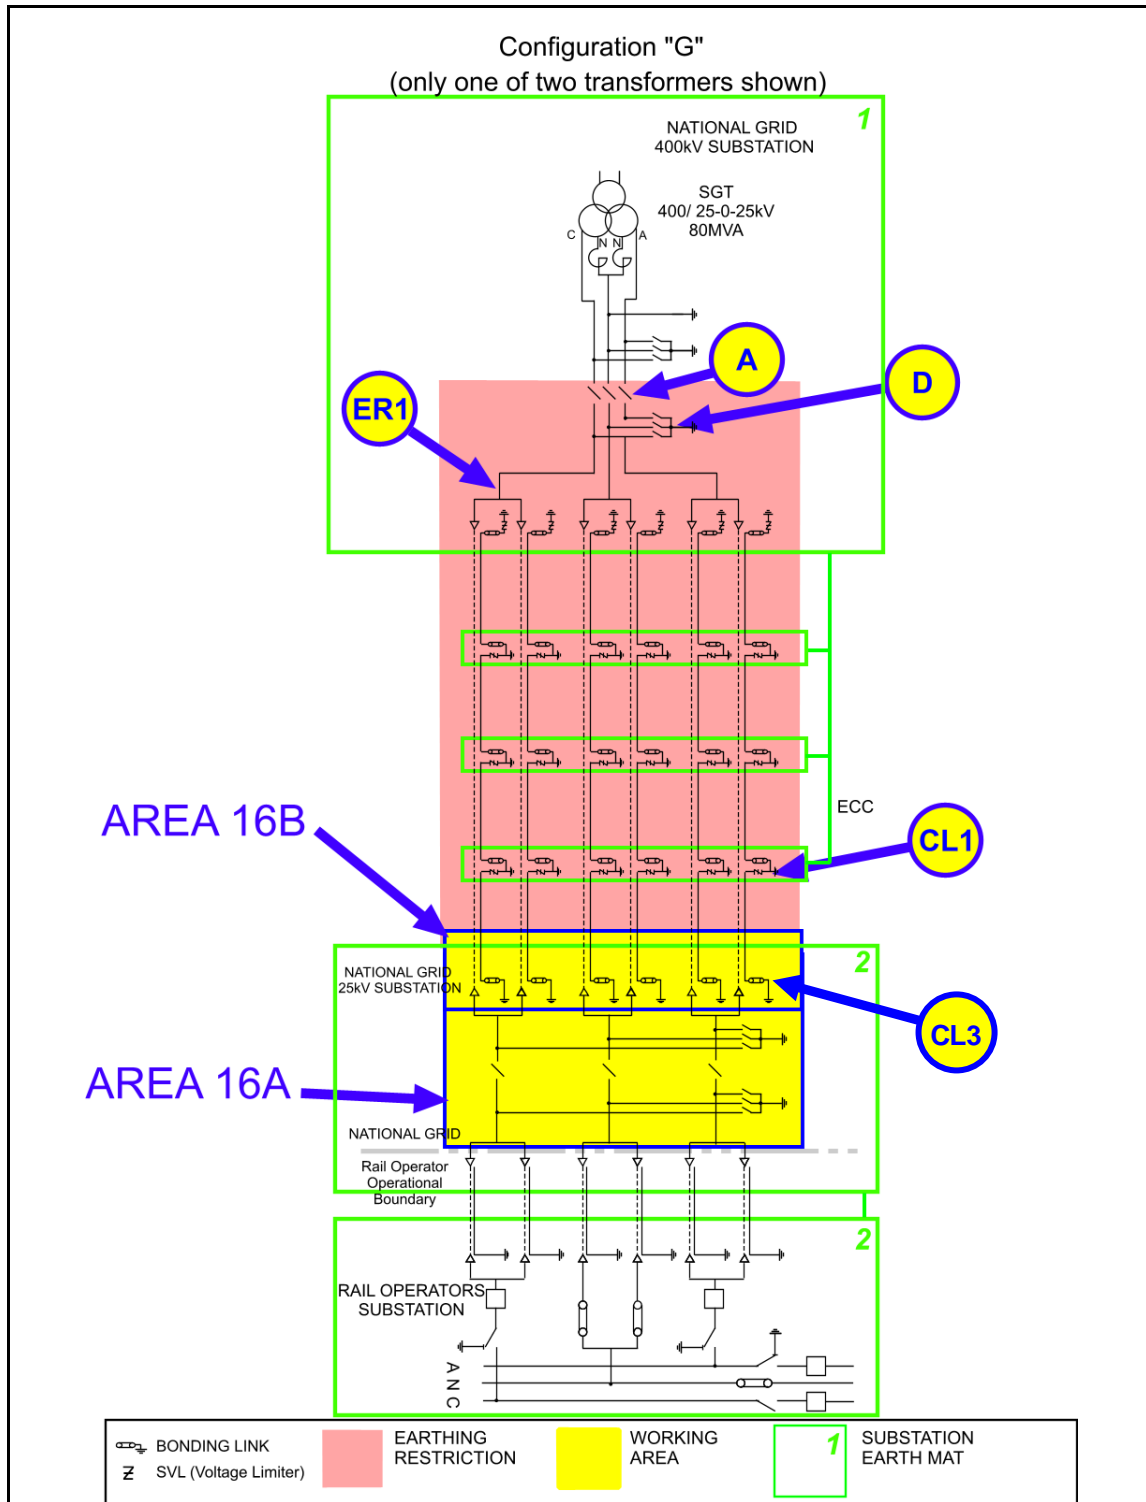 Configuration "G"
(only one of two transformers shown)
1
NATIONAL GRID
400kV SUBSTATION
SGT
400/ 25-0-25kV
80MVA
C
N N
A
A
D
ER1
ECC
AREA 16B
CL1
2
NATIONAL GRID
25kV SUBSTATION
CL3
AREA 16A
NATIONAL GRID
Rail Operator
Operational
Boundary
2
RAIL OPERATORS
SUBSTATION
A
N
C
BONDING LINK
SVL (Voltage Limiter)
EARTHING
RESTRICTION
WORKING
AREA
1
SUBSTATION
EARTH MAT